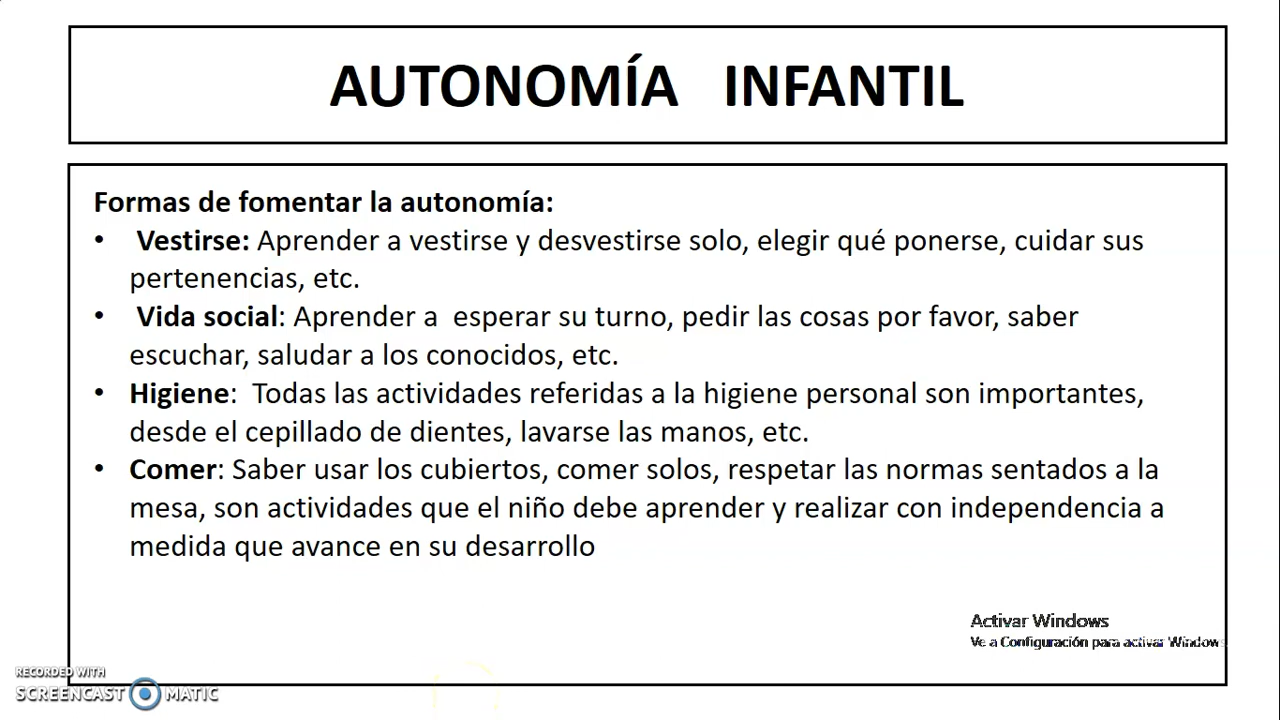 AUTONOMÍA INFANTIL
Formas de fomentar la autonomía:
• Vestirse: Aprender a vestirse y desvestirse solo, elegir qué ponerse, cuidar sus
pertenencias, etc.
• Vida social: Aprender a esperar su turno, pedir las cosas por favor, saber
escuchar, saludar a los conocidos, etc.
• Higiene: Todas las actividades referidas a la higiene personal son importantes,
desde el cepillado de dientes, lavarse las manos, etc.
• Comer: Saber usar los cubiertos, comer solos, respetar las normas sentados a la
mesa, son actividades que el niño debe aprender y realizar con independencia a
medida que avance en su desarrollo
Activar Windows
Ve a Configuración para activar Windows
RECORDED WITH
SCREENCAST MATIC